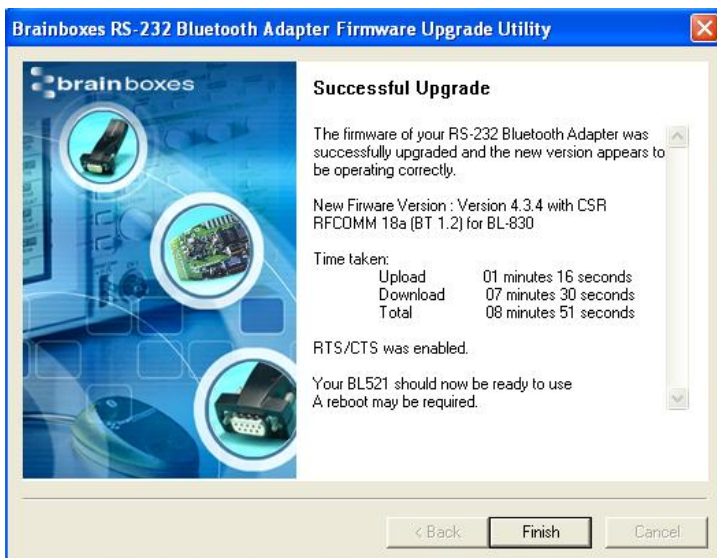 Brainboxes RS-232 Bluetooth Adapter Firmware Upgrade Utility
brainboxes
Successful Upgrade
The firmware of your RS-232 Bluetooth Adapter was
successfully upgraded and the new version appears to
be operating correctly.
New Firware Version : Version 4.3.4 with CSR
RFCOMM 18a (BT 1.2) for BL-830
Time taken:
Upload 01 minutes 16 seconds
Download 07 minutes 30 seconds
Total 08 minutes 51 seconds
RTS/CTS was enabled.
Your BL521 should now be ready to use
A reboot may be required.
< Back Finish Cancel